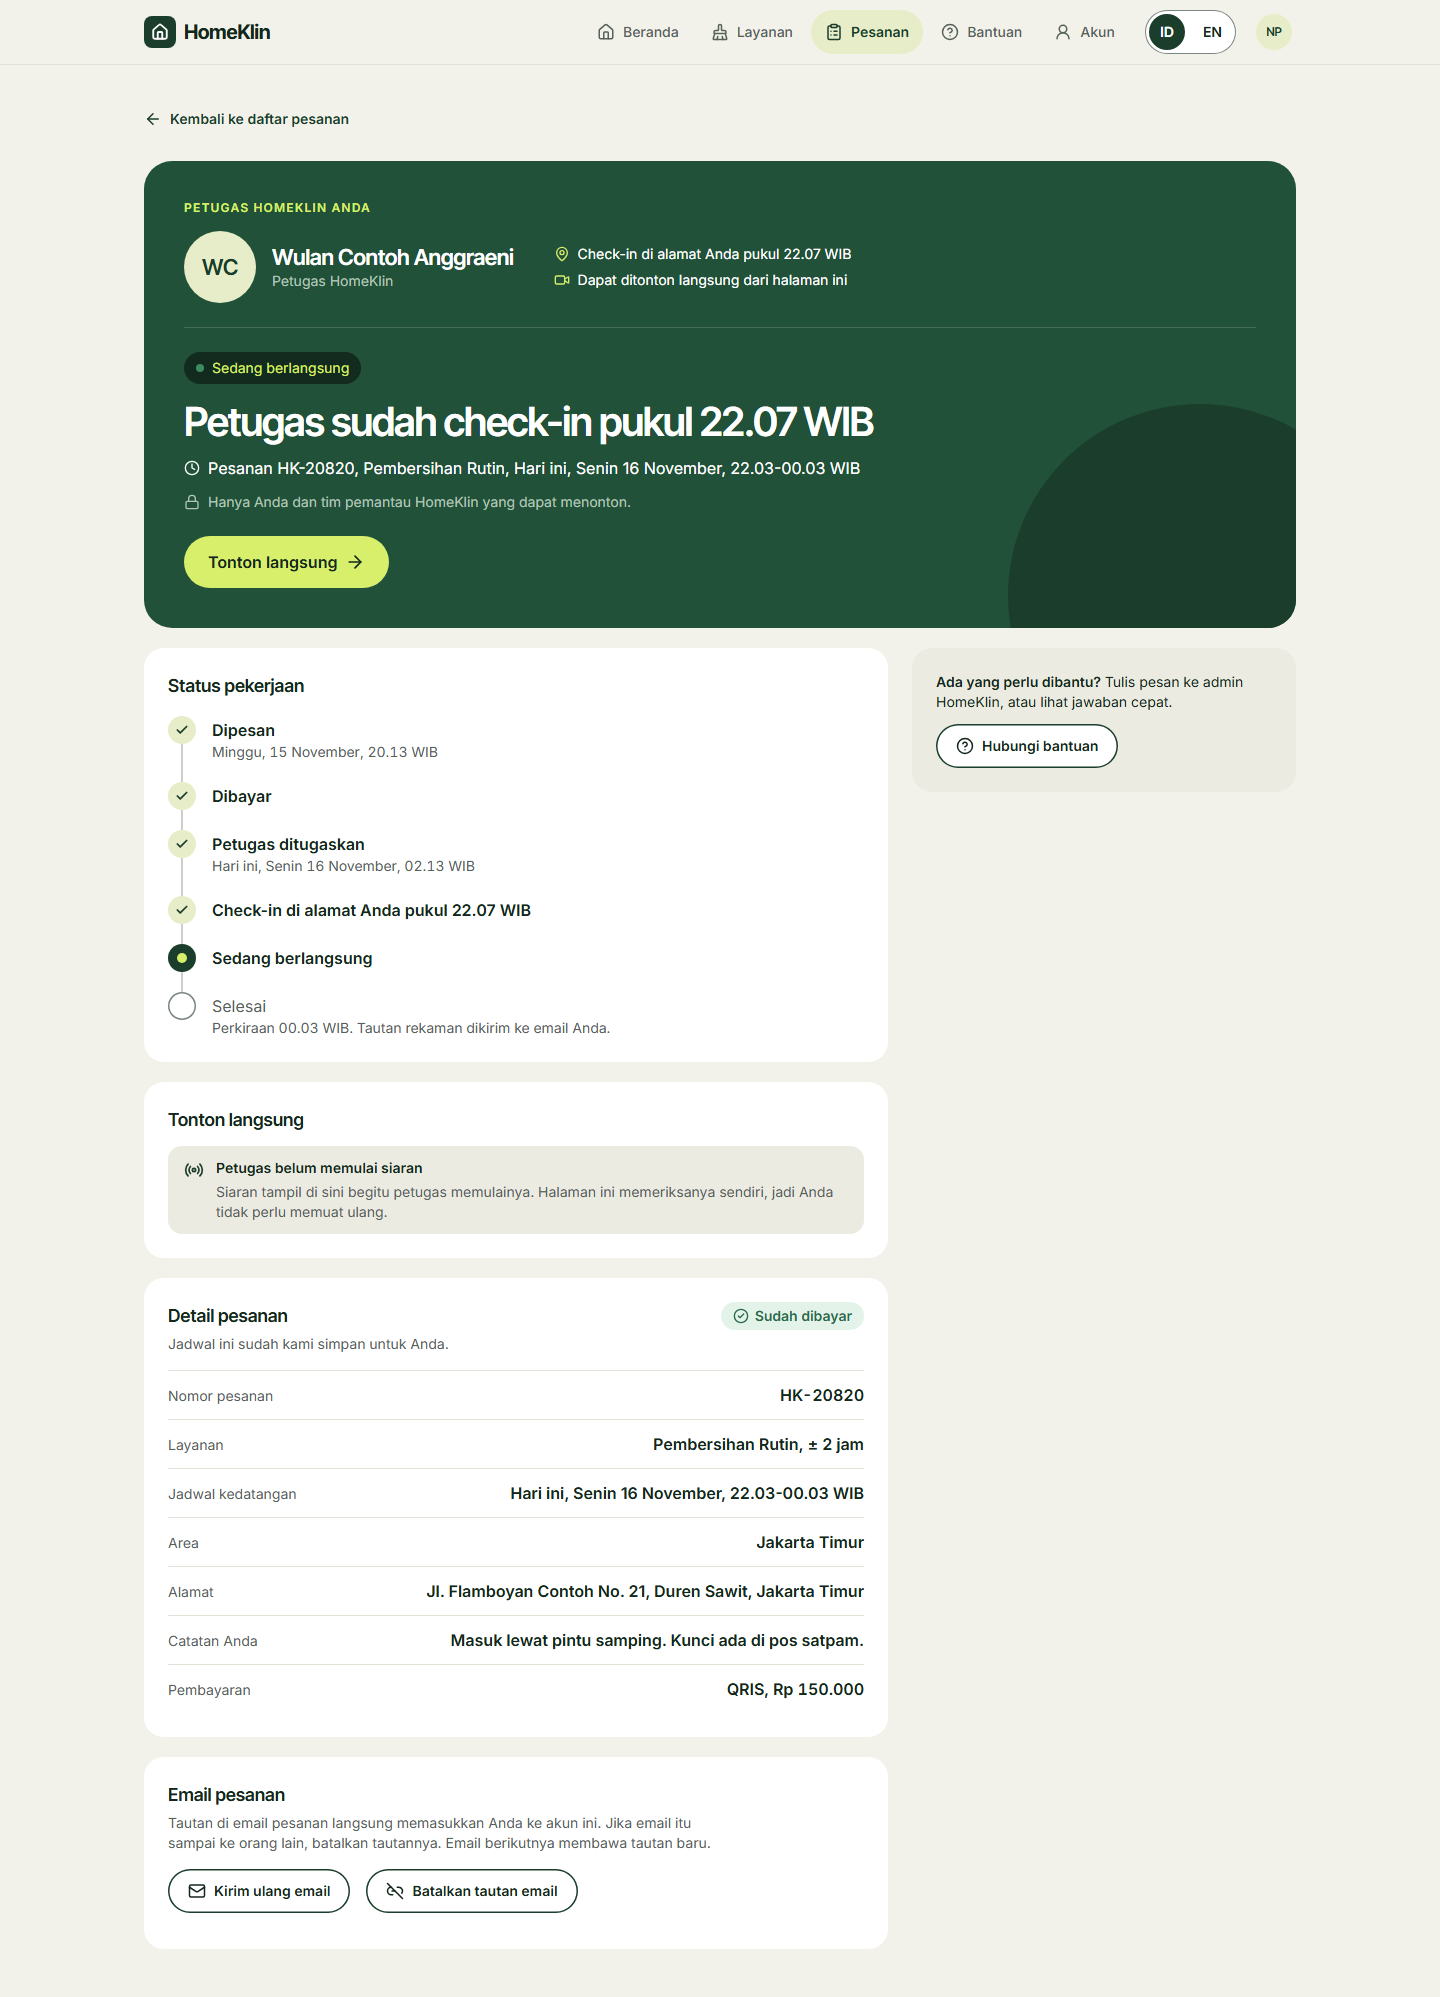 HomeKlin
Beranda
Layanan
Pesanan
Bantuan
Akun
ID
EN
NP
Kembali ke daftar pesanan
PETUGAS HOMEKLIN ANDA
WC
Wulan Contoh Anggraeni
Petugas HomeKlin
Check-in di alamat Anda pukul 22.07 WIB
Dapat ditonton langsung dari halaman ini
Sedang berlangsung
Petugas sudah check-in pukul 22.07 WIB
Pesanan HK-20820, Pembersihan Rutin, Hari ini, Senin 16 November, 22.03-00.03 WIB
Hanya Anda dan tim pemantau HomeKlin yang dapat menonton.
Tonton langsung
Status pekerjaan
Dipesan
Minggu, 15 November, 20.13 WIB
Dibayar
Petugas ditugaskan
Hari ini, Senin 16 November, 02.13 WIB
Check-in di alamat Anda pukul 22.07 WIB
Sedang berlangsung
Selesai
Perkiraan 00.03 WIB. Tautan rekaman dikirim ke email Anda.
Ada yang perlu dibantu? Tulis pesan ke admin
HomeKlin, atau lihat jawaban cepat.
Hubungi bantuan
Tonton langsung
Petugas belum memulai siaran
Siaran tampil di sini begitu petugas memulainya. Halaman ini memeriksanya sendiri, jadi Anda
tidak perlu memuat ulang.
Detail pesanan
Sudah dibayar
Jadwal ini sudah kami simpan untuk Anda.
Nomor pesanan
HK-20820
Layanan
Pembersihan Rutin, ± 2 jam
Jadwal kedatangan
Hari ini, Senin 16 November, 22.03-00.03 WIB
Area
Jakarta Timur
Alamat
Jl. Flamboyan Contoh No. 21, Duren Sawit, Jakarta Timur
Catatan Anda
Masuk lewat pintu samping. Kunci ada di pos satpam.
Pembayaran
QRIS, Rp 150.000
Email pesanan
Tautan di email pesanan langsung memasukkan Anda ke akun ini. Jika email itu
sampai ke orang lain, batalkan tautannya. Email berikutnya membawa tautan baru.
Kirim ulang email
Batalkan tautan email